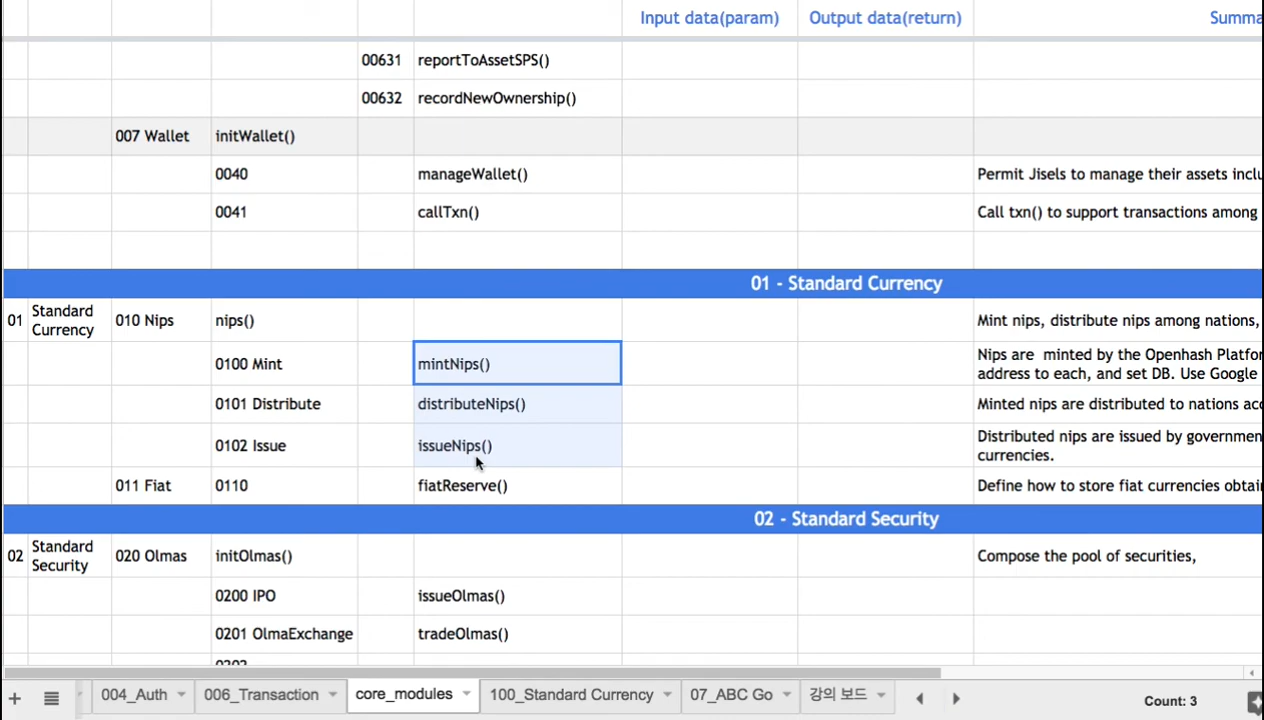 Input data(param) Output data(return) Summa
00631 reportToAssetSPS()
00632 recordNewOwnership()
007 Wallet initWallet()
0040 manageWallet() Permit Jisels to manage their assets inclu
0041 callTxn() Call txn() to support transactions among
01 - Standard Currency
01 Standard Currency 010 Nips nips() Mint nips, distribute nips among nations,
0100 Mint mintNips() Nips are minted by the Openhash Platfo
address to each, and set DB. Use Google
0101 Distribute distributeNips() Minted nips are distributed to nations acc
0102 Issue issueNips() Distributed nips are issued by governmen
currencies.
011 Fiat 0110 fiatReserve() Define how to store fiat currencies obtai
02 - Standard Security
02 Standard Security 020 Olmas initOlmas() Compose the pool of securities,
0200 IPO issueOlmas()
0201 OlmaExchange tradeOlmas()
004_Auth 006_Transaction core_modules 100_Standard Currency 07_ABC Go 강의 보드 Count: 3